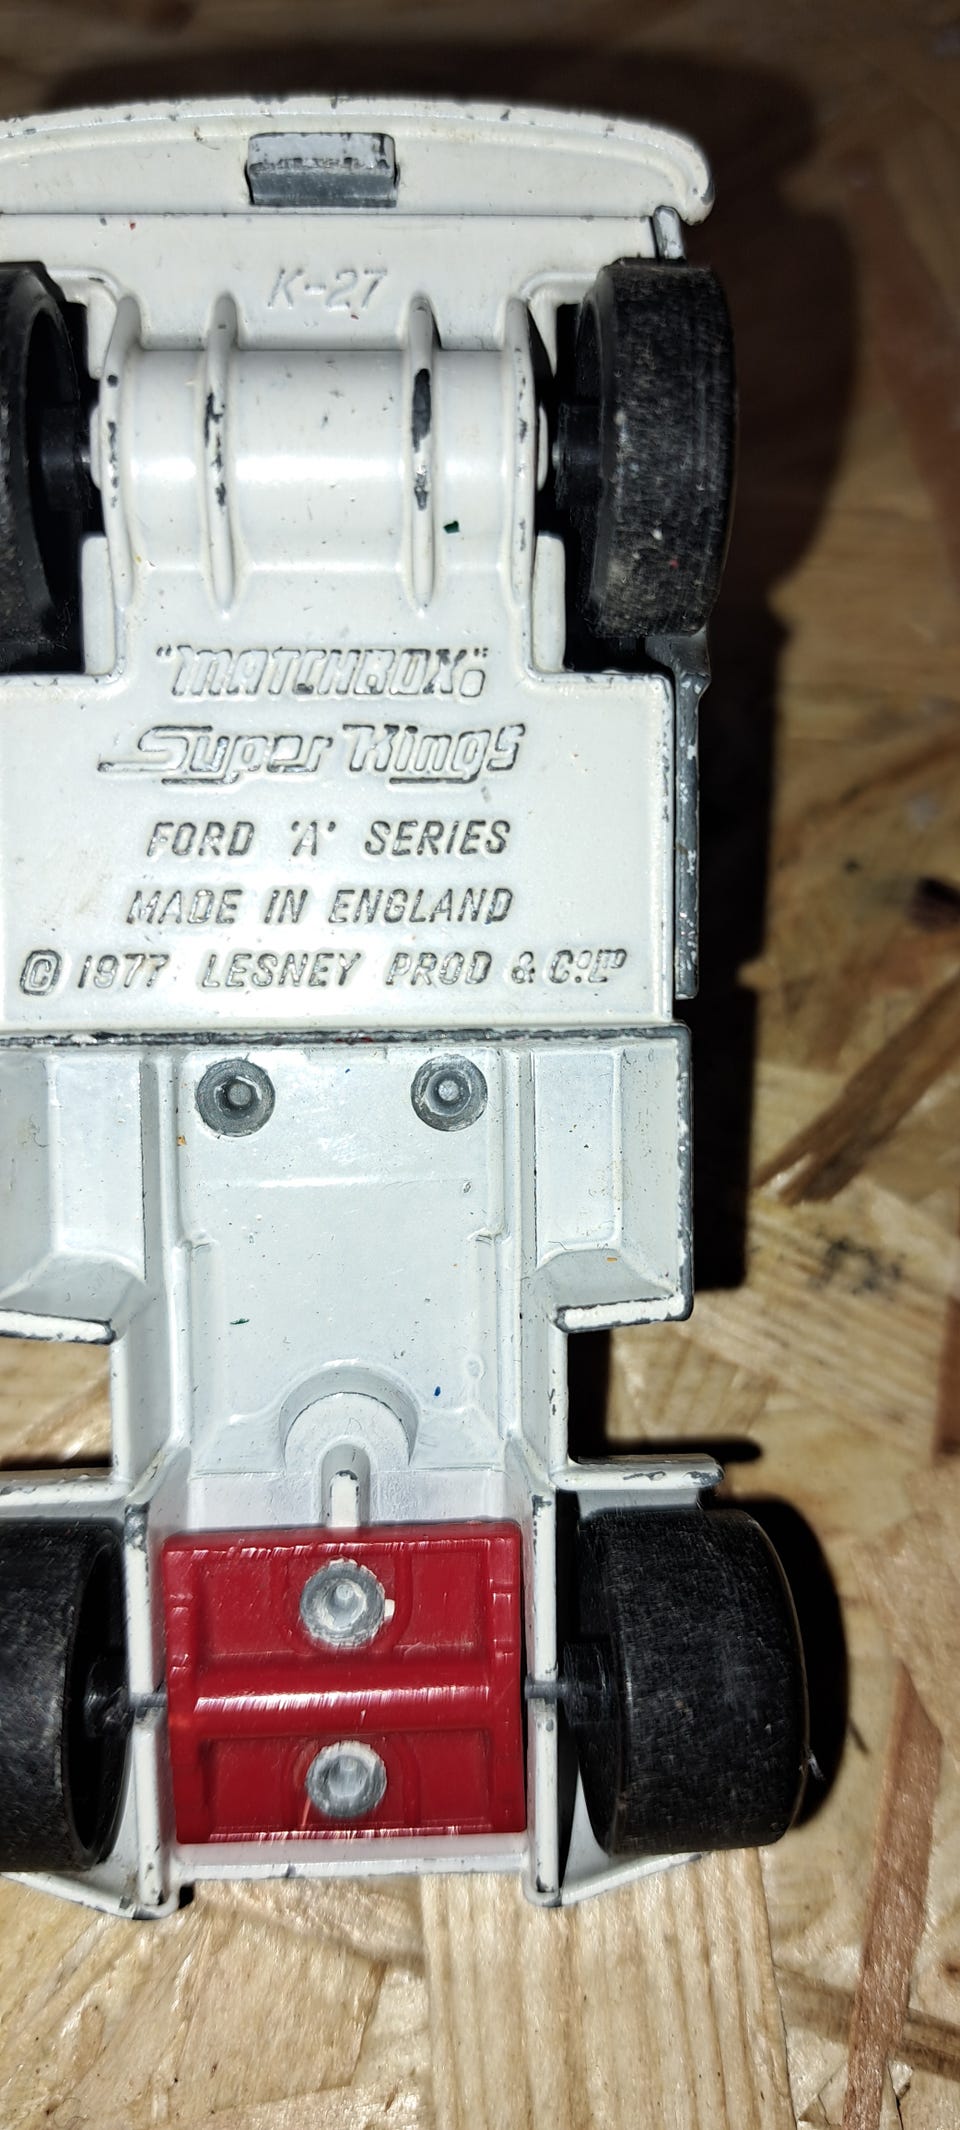 K-27
"MATCHBOX"
Super Kings
FORD 'A' SERIES
MADE IN ENGLAND
© 1977 LESNEY PROD & Cº Lᵀᴰ